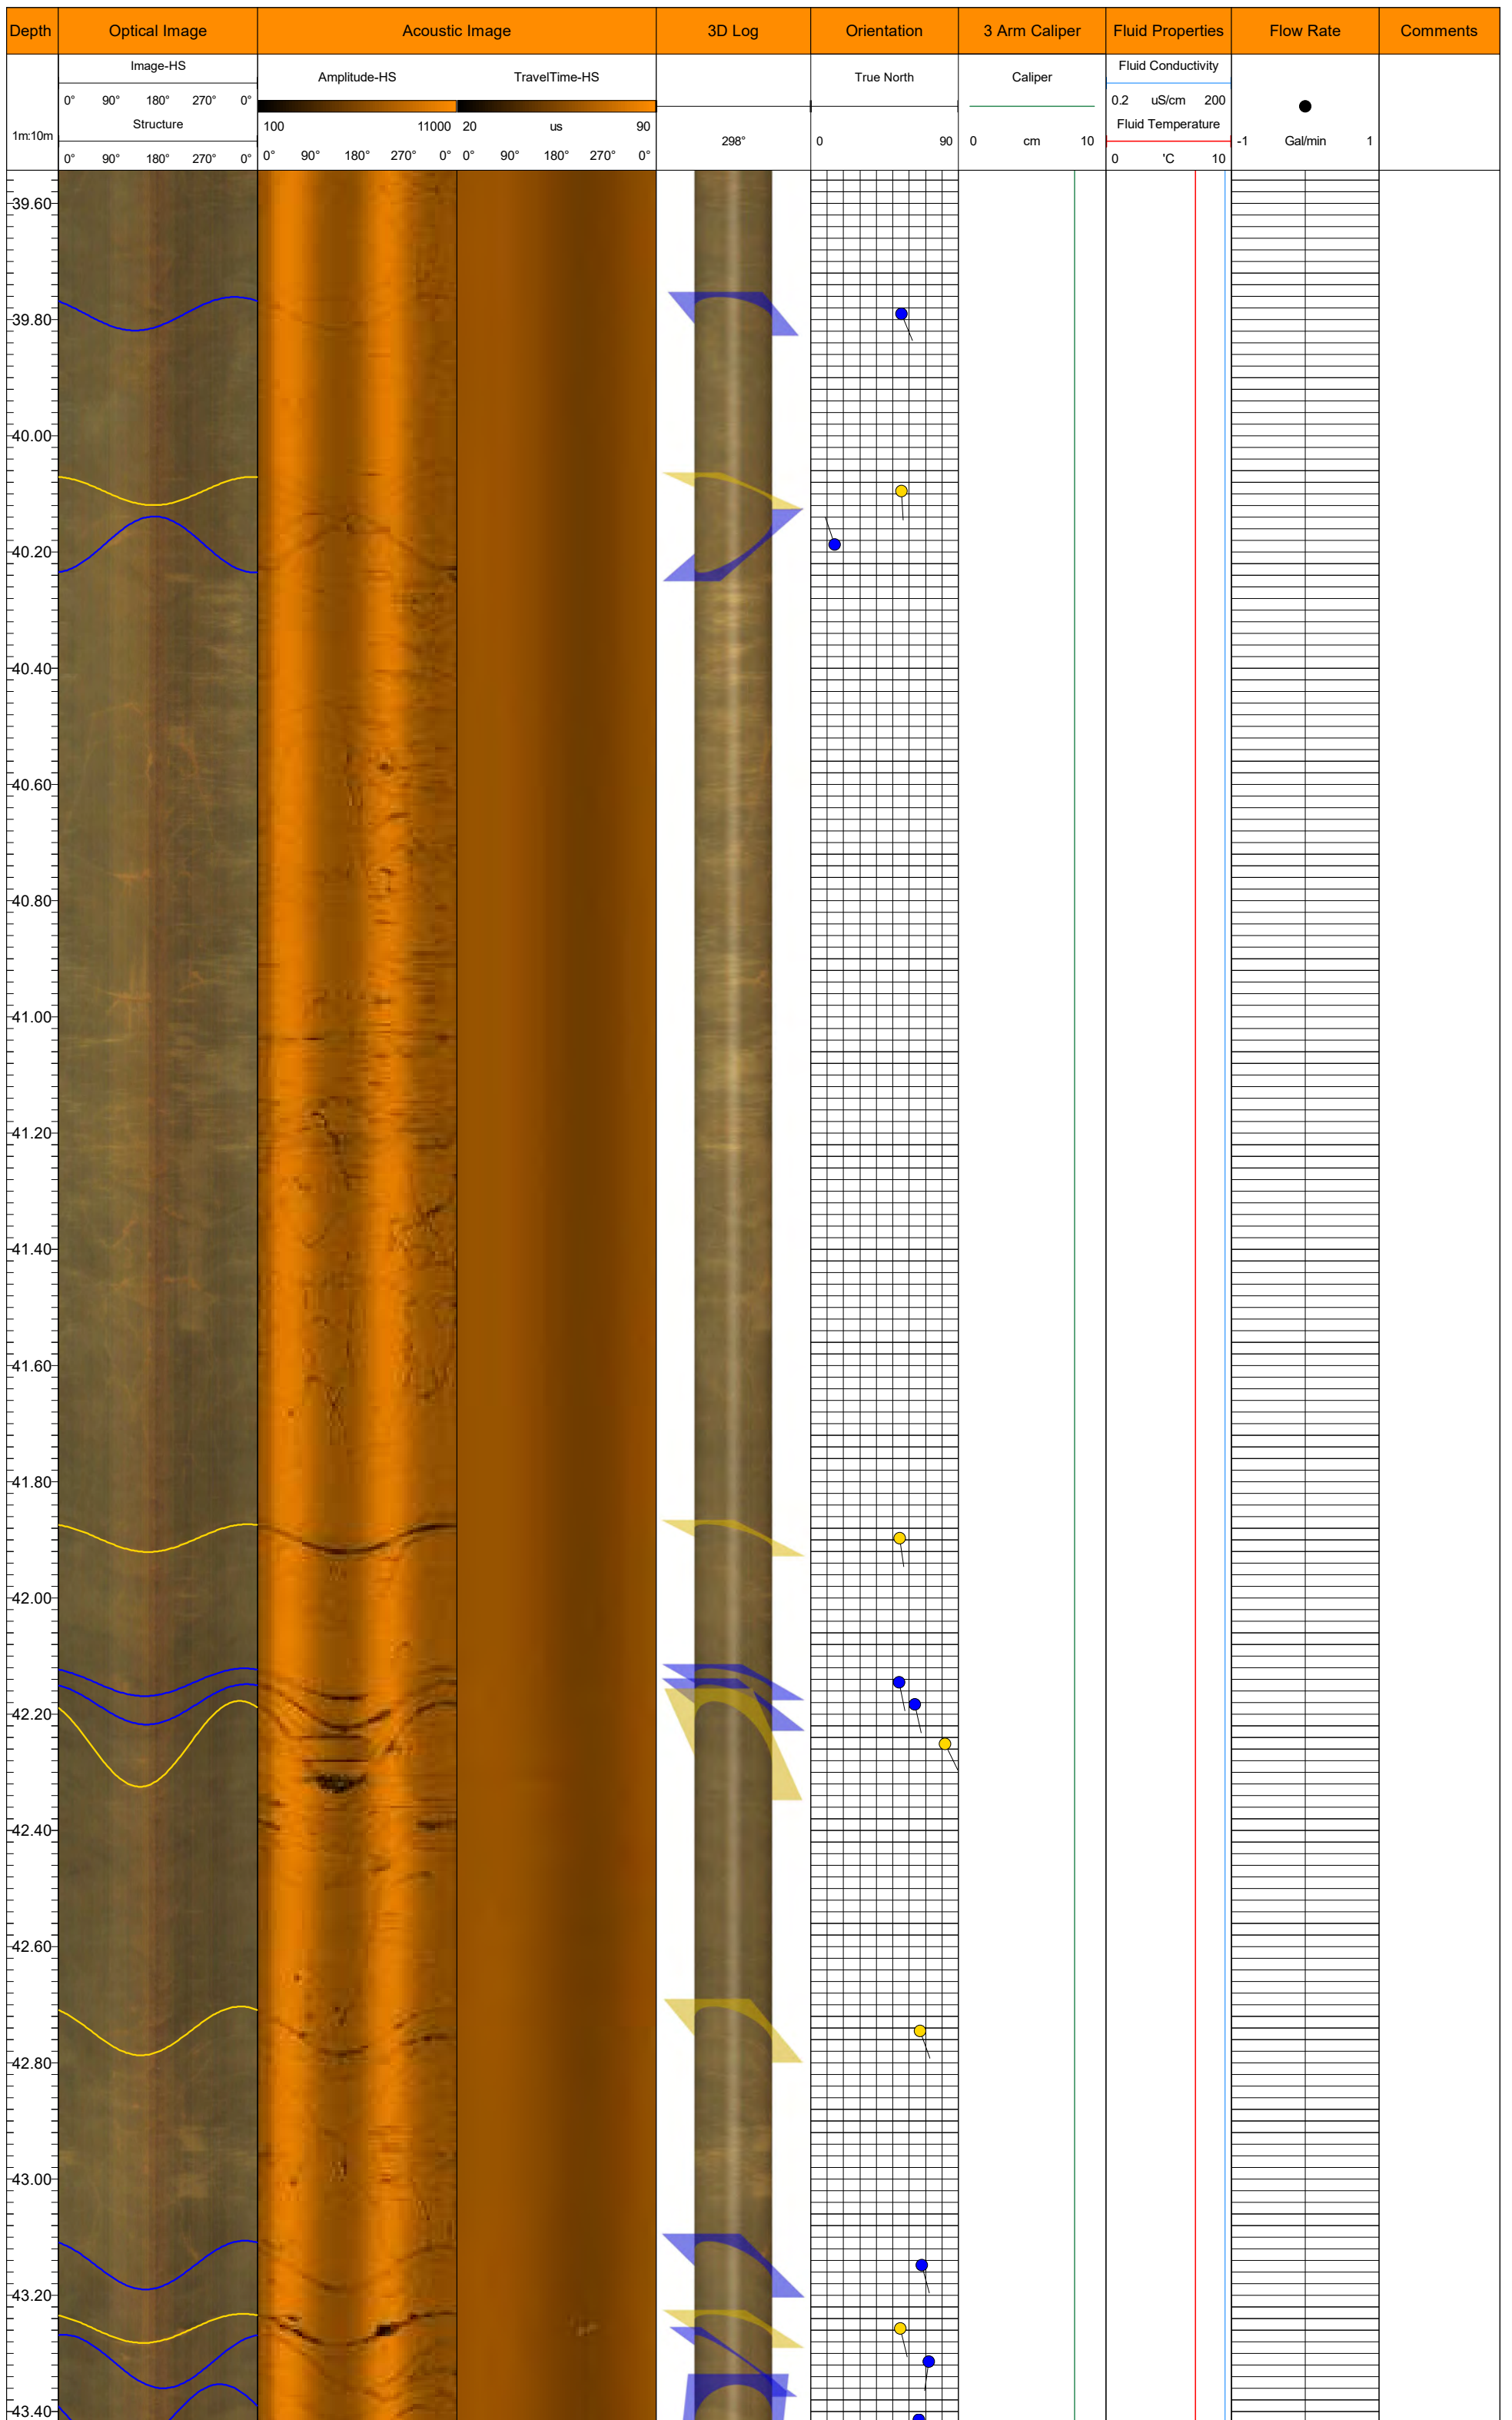 Depth Optical Image Acoustic Image 3D Log Orientation 3 Arm Caliper Fluid Properties Flow Rate Comments
1m:10m
Image-HS
0° 90° 180° 270° 0°
Structure
0° 90° 180° 270° 0°
Amplitude-HS
100 11000
0° 90° 180° 270° 0°
TravelTime-HS
20 us 90
0° 90° 180° 270° 0°
298°
True North
0 90
Caliper
0 cm 10
Fluid Conductivity
0.2 uS/cm 200
Fluid Temperature
0 'C 10
-1 Gal/min 1
39.60
39.80
40.00
40.20
40.40
40.60
40.80
41.00
41.20
41.40
41.60
41.80
42.00
42.20
42.40
42.60
42.80
43.00
43.20
43.40